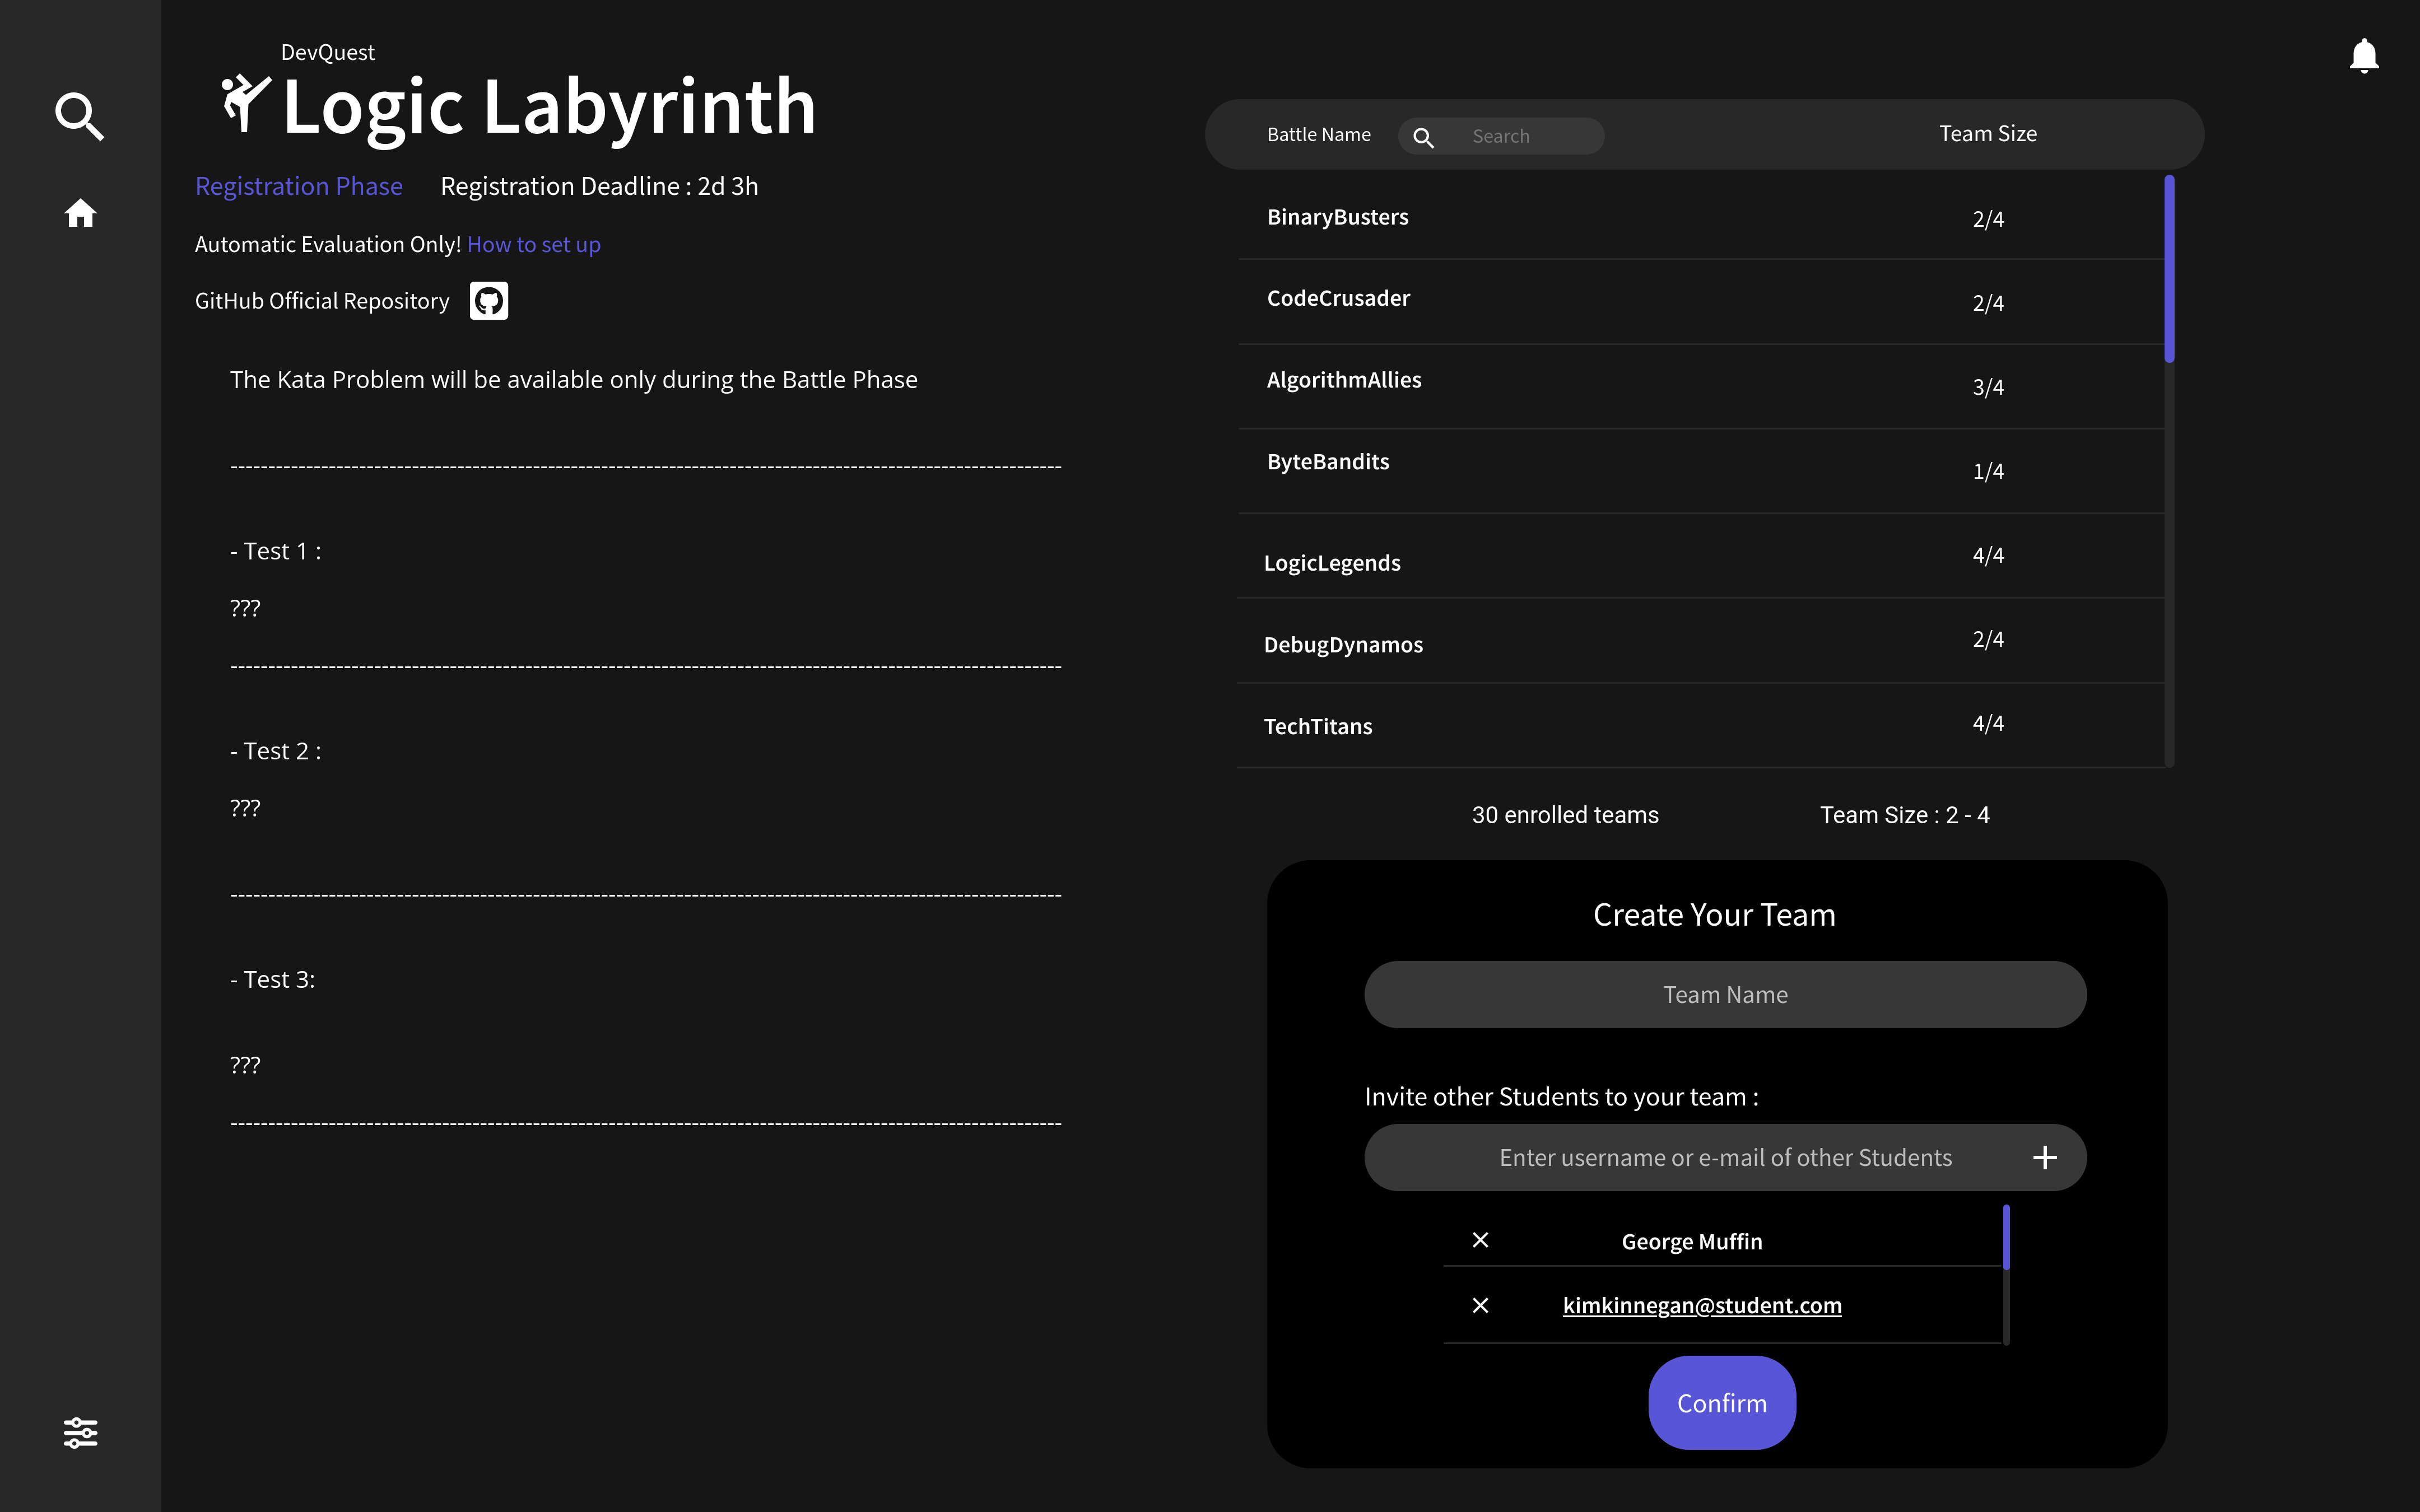 DevQuest
Logic Labyrinth
Registration Phase Registration Deadline : 2d 3h
Automatic Evaluation Only! How to set up
GitHub Official Repository
The Kata Problem will be available only during the Battle Phase
--------------------------------------------------------------------------------------------------------------
- Test 1 :
???
--------------------------------------------------------------------------------------------------------------
- Test 2 :
???
--------------------------------------------------------------------------------------------------------------
- Test 3:
???
--------------------------------------------------------------------------------------------------------------
Battle Name Search Team Size
BinaryBusters 2/4
CodeCrusader 2/4
AlgorithmAllies 3/4
ByteBandits 1/4
LogicLegends 4/4
DebugDynamos 2/4
TechTitans 4/4
30 enrolled teams Team Size : 2 - 4
Create Your Team
Team Name
Invite other Students to your team :
Enter username or e-mail of other Students
George Muffin
kimkinnegan@student.com
Confirm